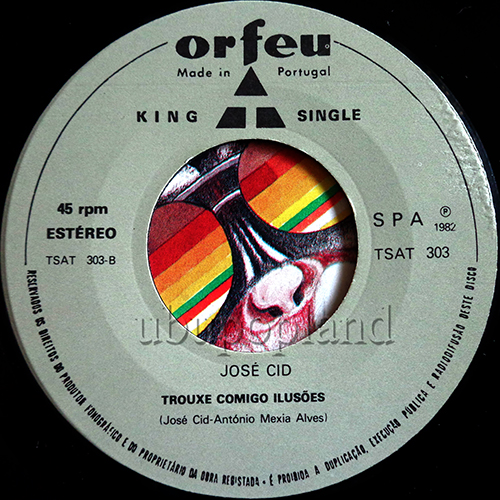 orfeu
Made in Portugal
KING SINGLE
45 rpm
ESTÉREO
TSAT 303-B
SPA ℗ 1982
TSAT 303
ubupopland
JOSÉ CID
TROUXE COMIGO ILUSÕES
(José Cid-António Mexia Alves)
RESERVADOS OS DIREITOS DO PRODUTOR FONOGRÁFICO E DO PROPRIETÁRIO DA OBRA REGISTADA • É PROIBIDA A DUPLICAÇÃO, EXECUÇÃO PÚBLICA E RADIODIFUSÃO DESTE DISCO